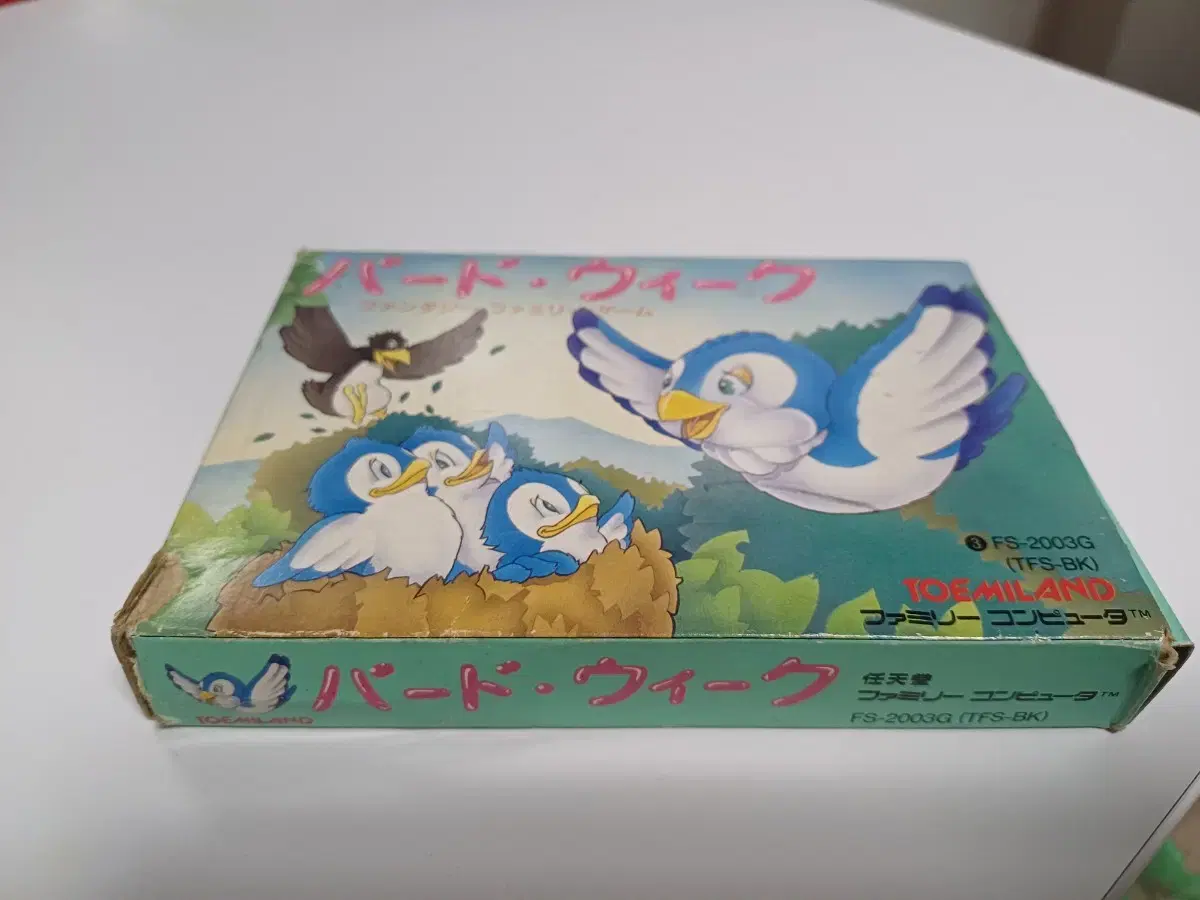 バード・ウィーク
ファンタジー ファミリーゲーム
❸FS-2003G
(TFS-BK)
TOEMILAND
ファミリー コンピュータ™
TOEMILAND
バード・ウィーク
任天堂
ファミリー コンピュータ™
FS-2003G (TFS-BK)